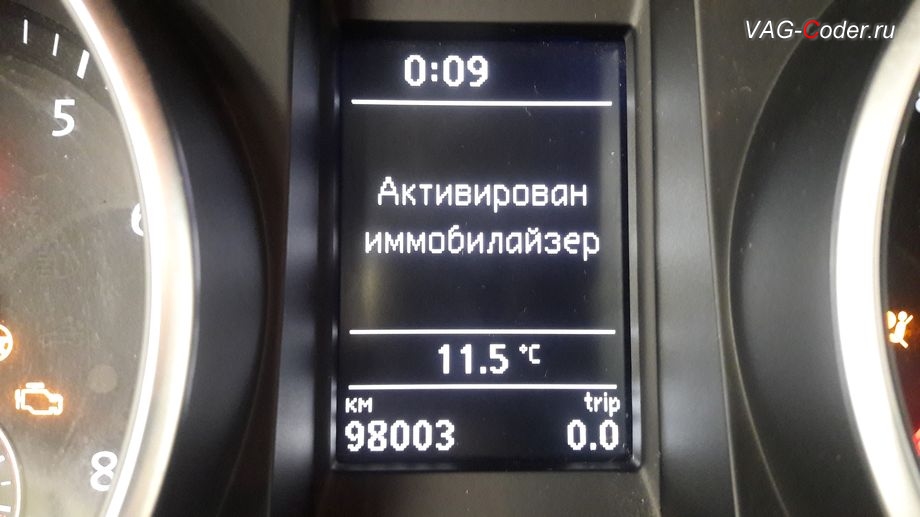 VAG-Coder.ru
0:09
5
Активирован
иммобилайзер
11.5 °C
км trip
98003 0.0
8